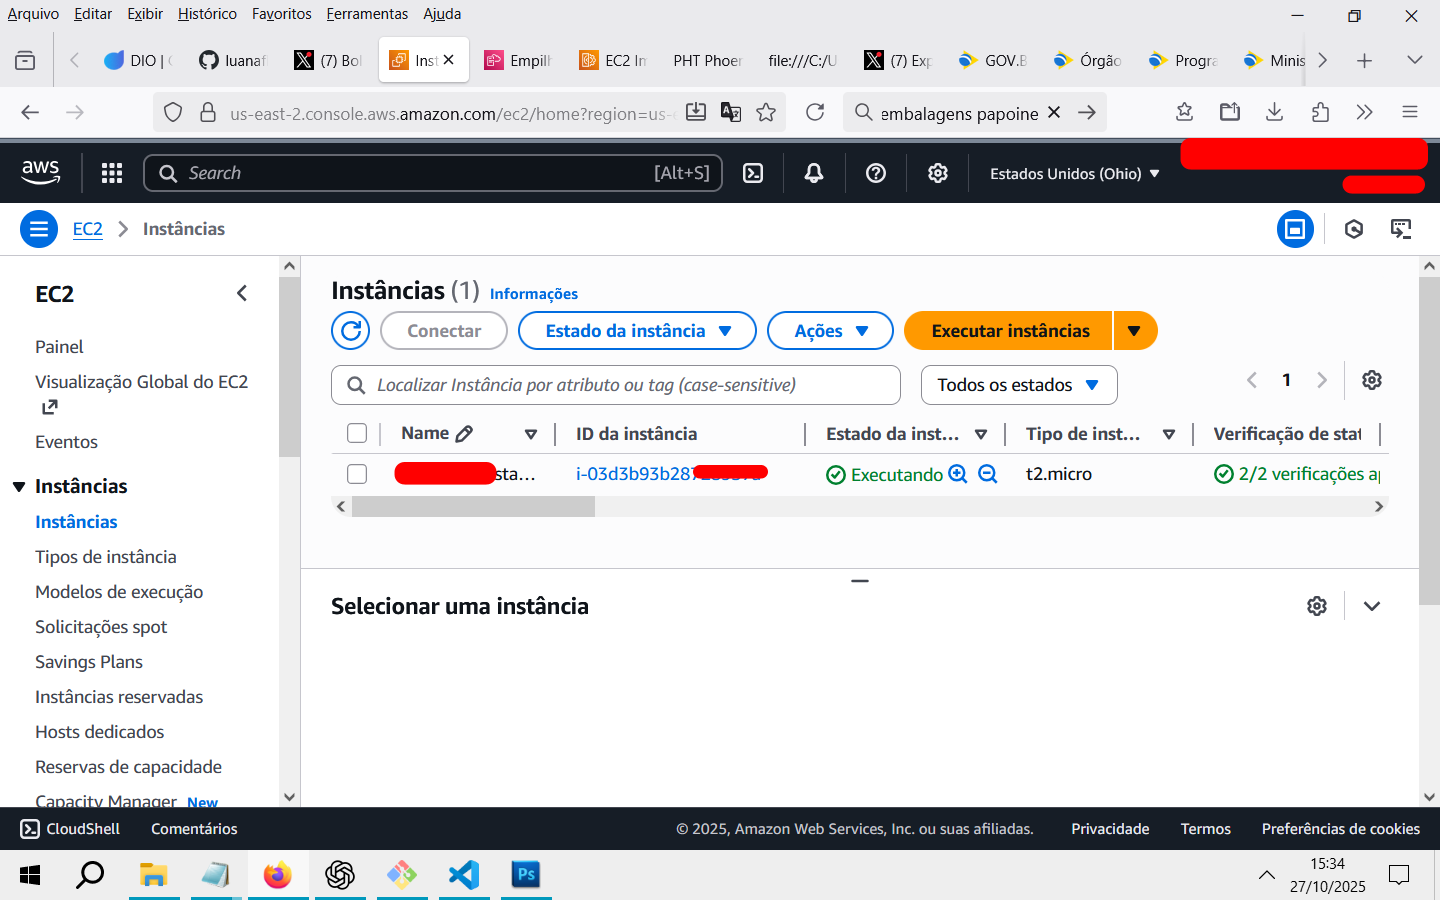 Arquivo Editar Exibir Histórico Favoritos Ferramentas Ajuda
DIO | luanaf (7) Bol Inst Empilh EC2 Im PHT Phoer file:///C:/U (7) Exp GOV.B Órgão Progra Minis
us-east-2.console.aws.amazon.com/ec2/home?region=us- embalagens papoine
aws Search [Alt+S] Estados Unidos (Ohio)
EC2 Instâncias
EC2
Painel
Visualização Global do EC2
Eventos
Instâncias
Instâncias
Tipos de instância
Modelos de execução
Solicitações spot
Savings Plans
Instâncias reservadas
Hosts dedicados
Reservas de capacidade
Capacity Manager New
Instâncias (1) Informações
Conectar Estado da instância Ações Executar instâncias
Localizar Instância por atributo ou tag (case-sensitive) Todos os estados 1
Name ID da instância Estado da inst... Tipo de inst... Verificação de stat
sta... i-03d3b93b287 Executando t2.micro 2/2 verificações a
Selecionar uma instância
CloudShell Comentários © 2025, Amazon Web Services, Inc. ou suas afiliadas. Privacidade Termos Preferências de cookies
Ps
15:34
27/10/2025